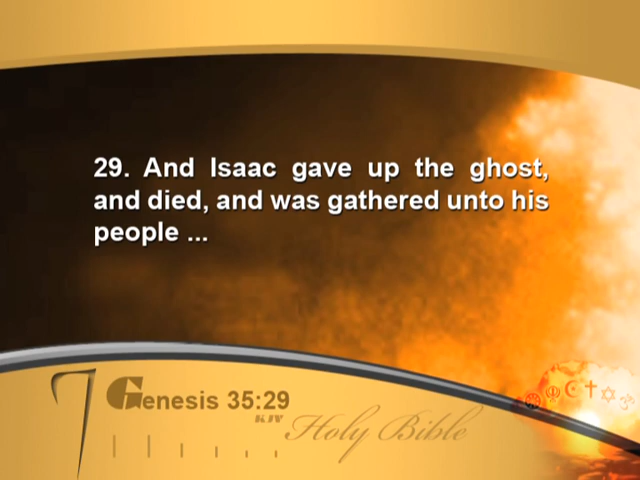 29. And Isaac gave up the ghost,
and died, and was gathered unto his
people ...
Genesis 35:29
KJV
Holy Bible